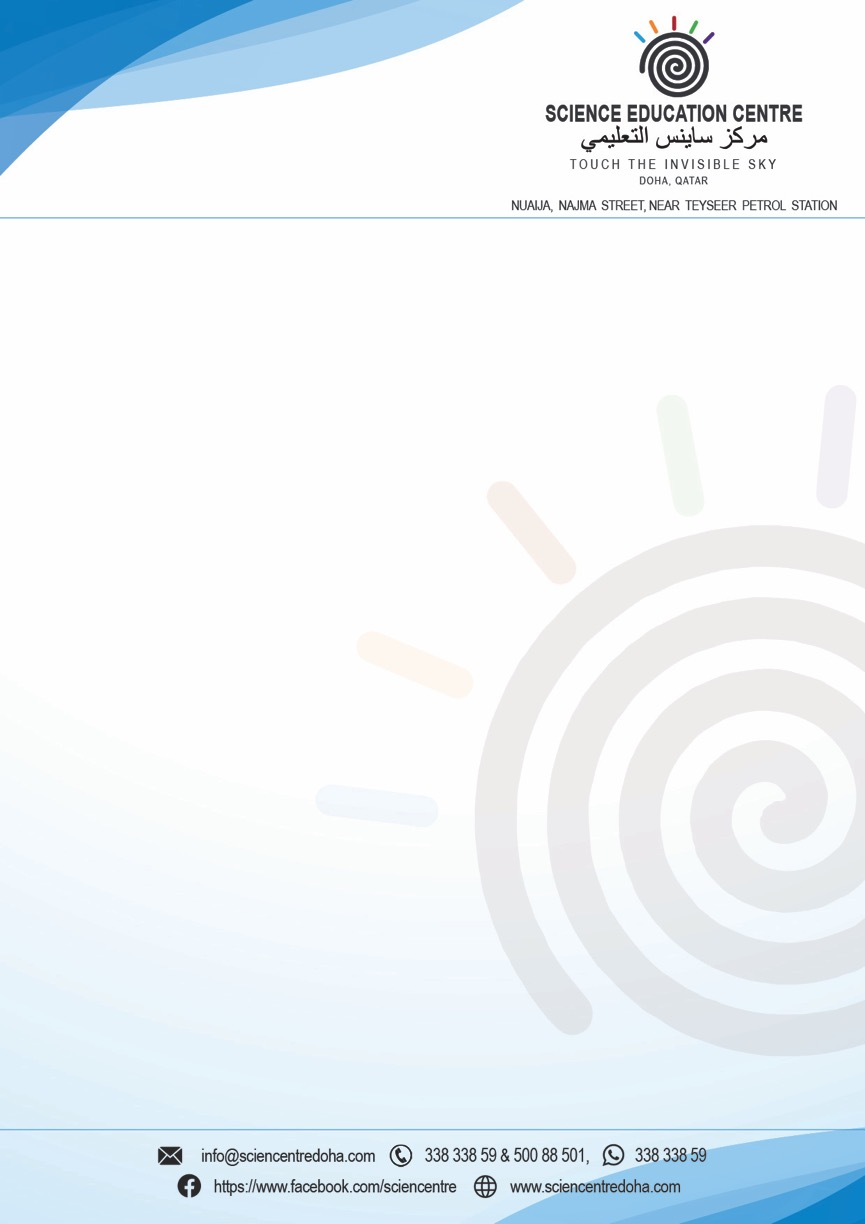 SCIENCE EDUCATION CENTRE
مركز ساينس التعليمي
TOUCH THE INVISIBLE SKY
DOHA, QATAR
NUAIJA, NAJMA STREET, NEAR TEYSEER PETROL STATION
info@sciencentredoha.com 338 338 59 & 500 88 501, 338 338 59
https://www.facebook.com/sciencentre www.sciencentredoha.com